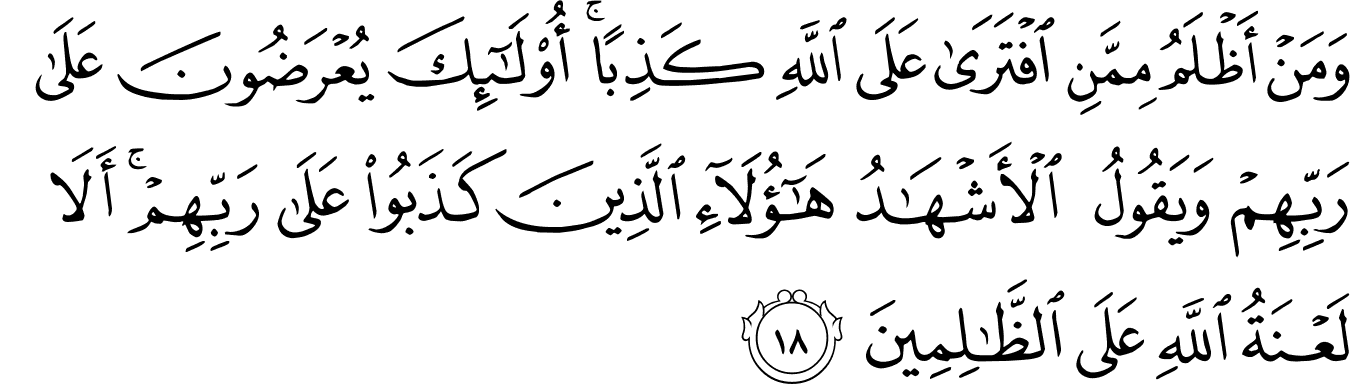 وَمَنۡ أَظۡلَمُ مِمَّنِ ٱفۡتَرَىٰ عَلَى ٱللَّهِ كَذِبًاۚ أُوْلَـٰٓئِكَ يُعۡرَضُونَ عَلَىٰ
رَبِّهِمۡ وَيَقُولُ ٱلۡأَشۡهَـٰدُ هَـٰٓؤُلَآءِ ٱلَّذِينَ كَذَبُواْ عَلَىٰ رَبِّهِمۡۚ أَلَا
لَعۡنَةُ ٱللَّهِ عَلَى ٱلظَّـٰلِمِينَ ١٨